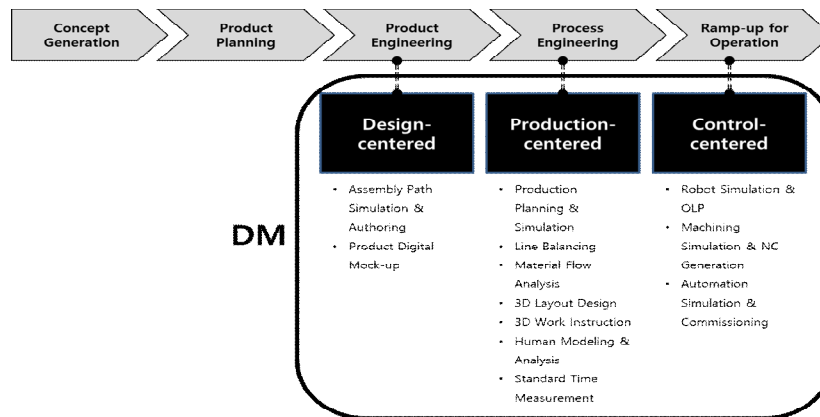 Concept
Generation
Product
Planning
Product
Engineering
Process
Engineering
Ramp-up for
Operation
DM
Design-
centered
• Assembly Path
Simulation &
Authoring
• Product Digital
Mock-up
Production-
centered
• Production
Planning &
Simulation
• Line Balancing
• Material Flow
Analysis
• 3D Layout Design
• 3D Work Instruction
• Human Modeling &
Analysis
• Standard Time
Measurement
Control-
centered
• Robot Simulation &
OLP
• Machining
Simulation & NC
Generation
• Automation
Simulation &
Commissioning